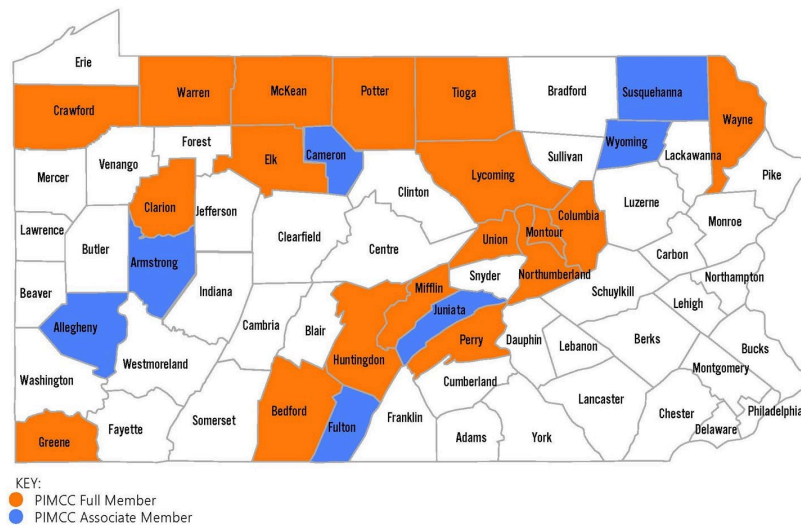 Erie
Crawford
Warren
McKean
Potter
Tioga
Bradford
Susquehanna
Wayne
Forest
Elk
Cameron
Sullivan
Wyoming
Lackawanna
Pike
Mercer
Venango
Clinton
Lycoming
Clarion
Jefferson
Columbia
Luzerne
Monroe
Lawrence
Butler
Clearfield
Centre
Union
Montour
Carbon
Armstrong
Snyder
Northumberland
Northampton
Beaver
Indiana
Mifflin
Schuylkill
Lehigh
Allegheny
Cambria
Blair
Juniata
Westmoreland
Huntingdon
Perry
Dauphin
Lebanon
Berks
Bucks
Washington
Cumberland
Montgomery
Lancaster
Greene
Fayette
Somerset
Bedford
Fulton
Franklin
Adams
York
Chester
Delaware
Philadelphia
KEY:
PIMCC Full Member
PIMCC Associate Member